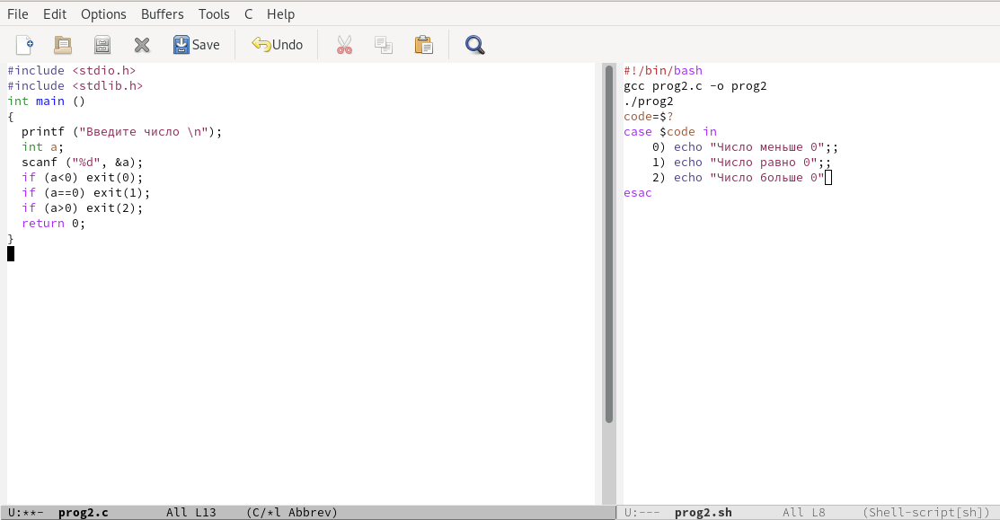 File Edit Options Buffers Tools C Help
Save Undo
#include <stdio.h>
#include <stdlib.h>
int main ()
{
  printf ("Введите число \n");
  int a;
  scanf ("%d", &a);
  if (a<0) exit(0);
  if (a==0) exit(1);
  if (a>0) exit(2);
  return 0;
}
U:**-  prog2.c        All L13    (C/*l Abbrev)
#!/bin/bash
gcc prog2.c -o prog2
./prog2
code=$?
case $code in
    0) echo "Число меньше 0";;
    1) echo "Число равно 0";;
    2) echo "Число больше 0"
esac
U:---  prog2.sh       All L8     (Shell-script[sh])